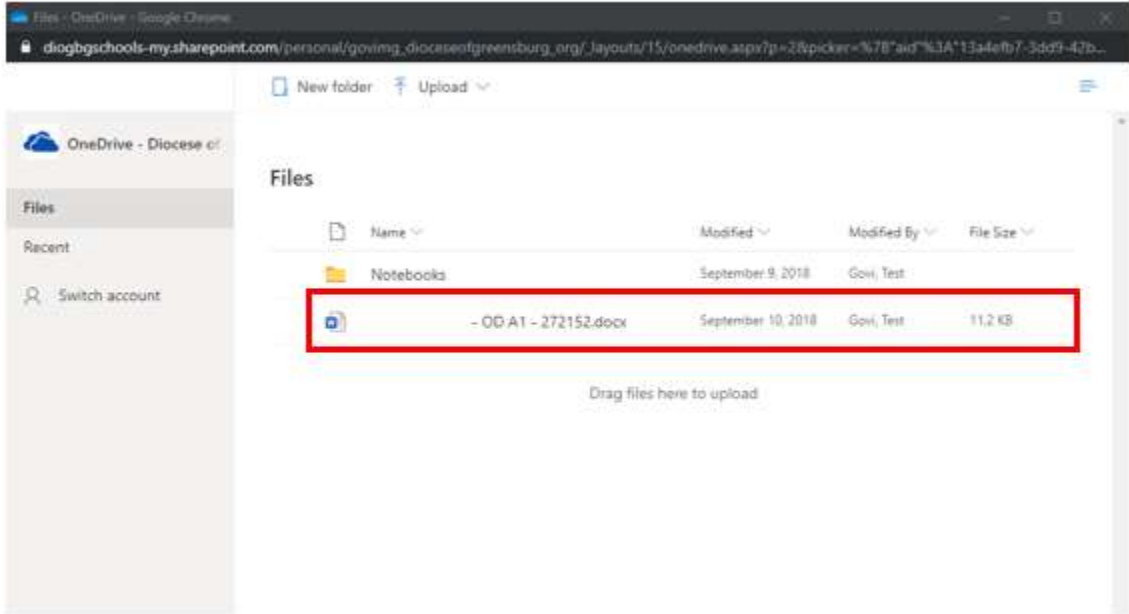 Files - OneDrive - Google Chrome
diogbgschools-my.sharepoint.com/personal/govimg_dioceseofgreensburg_org/_layouts/15/onedrive.aspx?p=2&picker=%7B"aid"%3A"13a4efb7-3dd9-42b...
New folder Upload
OneDrive - Diocese of
Files
Files
Recent
Switch account
Name Modified Modified By File Size
Notebooks September 9, 2018 Govi, Test
- OD A1 - 272152.docx September 10, 2018 Govi, Test 11.2 KB
Drag files here to upload